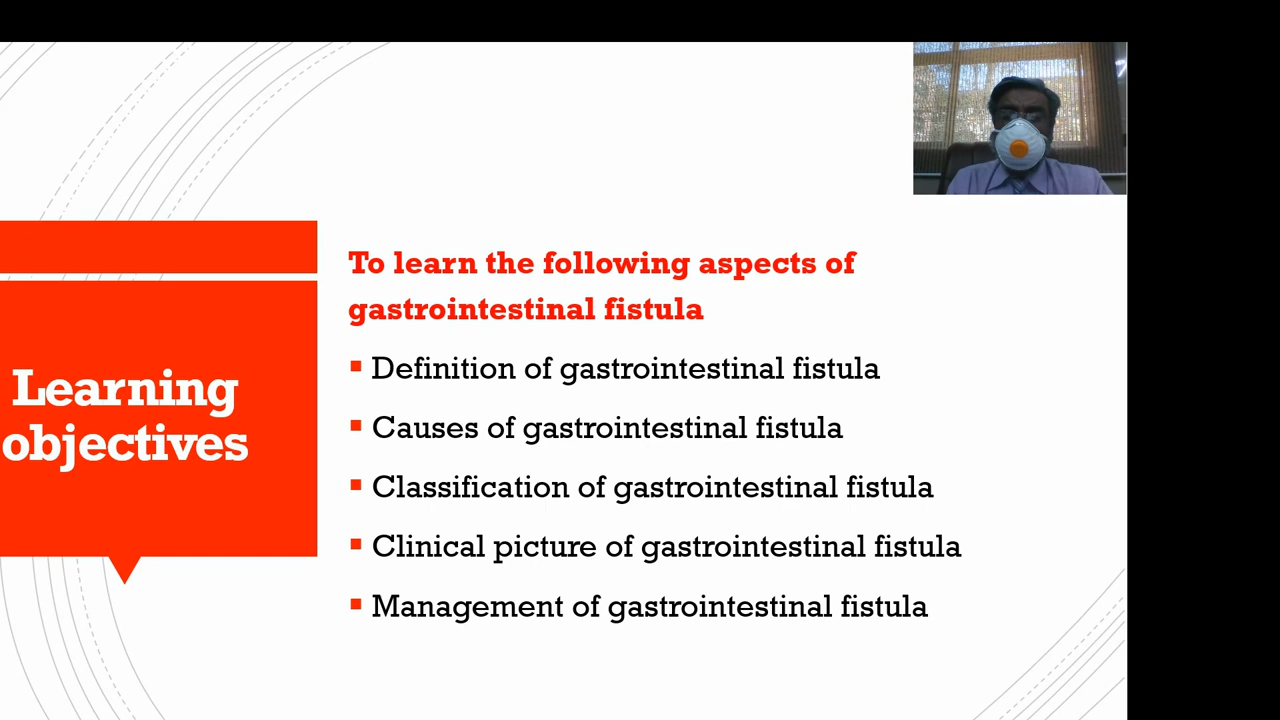 Learning
objectives
To learn the following aspects of
gastrointestinal fistula
Definition of gastrointestinal fistula
Causes of gastrointestinal fistula
Classification of gastrointestinal fistula
Clinical picture of gastrointestinal fistula
Management of gastrointestinal fistula